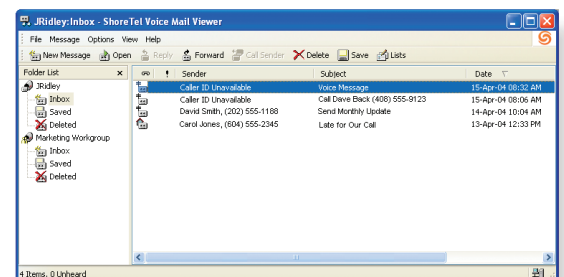 JRidley:Inbox - ShoreTel Voice Mail Viewer
File Message Options View Help
New Message Open Reply Forward Call Sender Delete Save Lists
Folder List x
! Sender Subject Date
JRidley
Inbox
Saved
Deleted
Marketing Workgroup
Inbox
Saved
Deleted
Caller ID Unavailable Voice Message 15-Apr-04 08:32 AM
Caller ID Unavailable Call Dave Back (408) 555-9123 15-Apr-04 08:06 AM
David Smith, (202) 555-1188 Send Monthly Update 14-Apr-04 10:04 AM
Carol Jones, (604) 555-2345 Late for Our Call 13-Apr-04 12:33 PM
4 Items, 0 Unheard